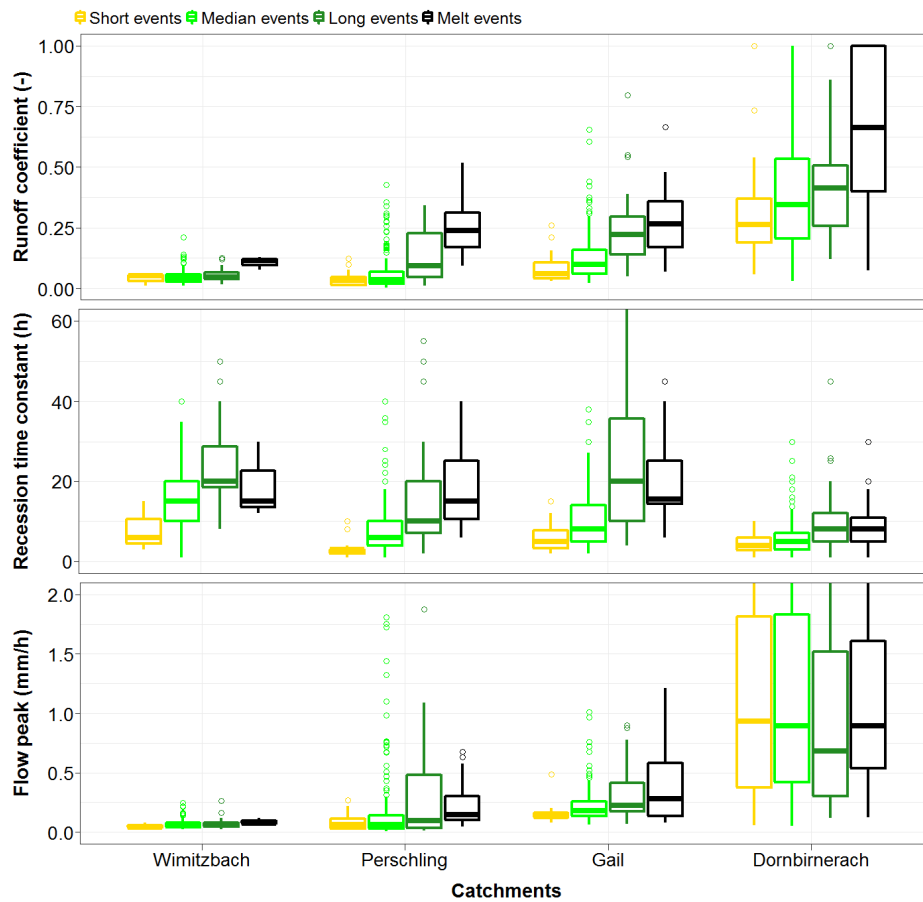 Short events Median events Long events Melt events
Runoff coefficient (-)
1.00
0.75
0.50
0.25
0.00
Recession time constant (h)
60
40
20
0
Flow peak (mm/h)
2.0
1.5
1.0
0.5
0.0
Wimitzbach Perschling Gail Dornbirnerach
Catchments